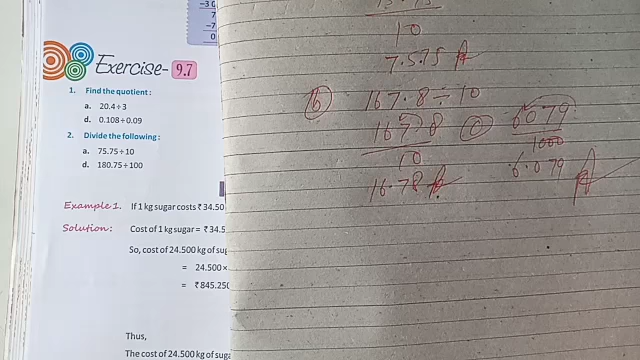 -30
7
-7
0
Exercise- 9.7
1. Find the quotient:
a. 20.4÷3
d. 0.108÷0.09
2. Divide the following:
a. 75.75÷10
d. 180.75÷100
Example 1. If 1 kg sugar costs ₹ 34.50
Solution: Cost of 1 kg sugar = ₹ 34.5
So, cost of 24.500 kg of sug
= 24.500×
= ₹ 845.250
Thus,
The cost of 24.500 kg of suga
10
7.575
(b) 167.8 ÷ 10
167.8
10
16.78
(c) 6079
1000
6.079